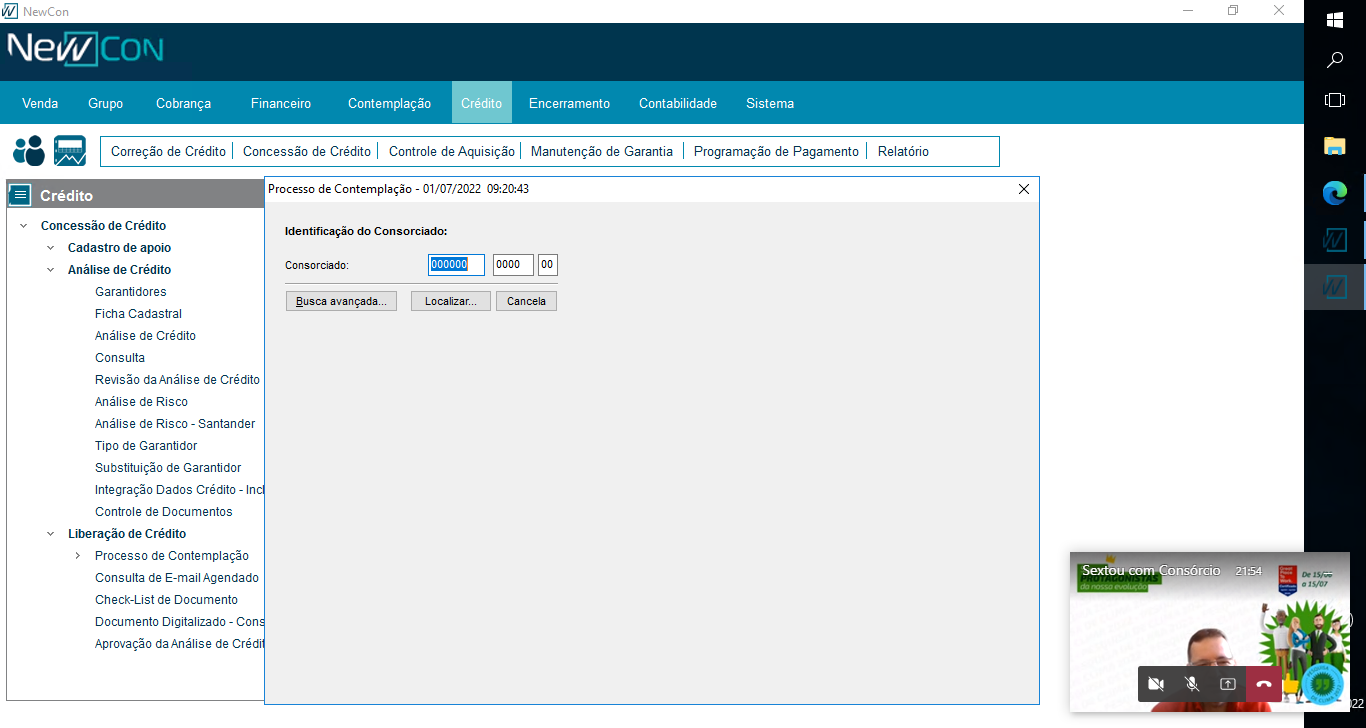 NewCon
NewCon
Venda Grupo Cobrança Financeiro Contemplação Crédito Encerramento Contabilidade Sistema
Correção de Crédito Concessão de Crédito Controle de Aquisição Manutenção de Garantia Programação de Pagamento Relatório
Crédito
Concessão de Crédito
Cadastro de apoio
Análise de Crédito
Garantidores
Ficha Cadastral
Análise de Crédito
Consulta
Revisão da Análise de Crédito
Análise de Risco
Análise de Risco - Santander
Tipo de Garantidor
Substituição de Garantidor
Integração Dados Crédito - Incl
Controle de Documentos
Liberação de Crédito
Processo de Contemplação
Consulta de E-mail Agendado
Check-List de Documento
Documento Digitalizado - Cons
Aprovação da Análise de Crédit
Processo de Contemplação - 01/07/2022 09:20:43
Identificação do Consorciado:
Consorciado: 000000 0000 00
Busca avançada... Localizar... Cancela
Sextou com Consórcio 21:54
PROTAGONISTAS
da nossa evolução
De 15/06
a 15/07
022